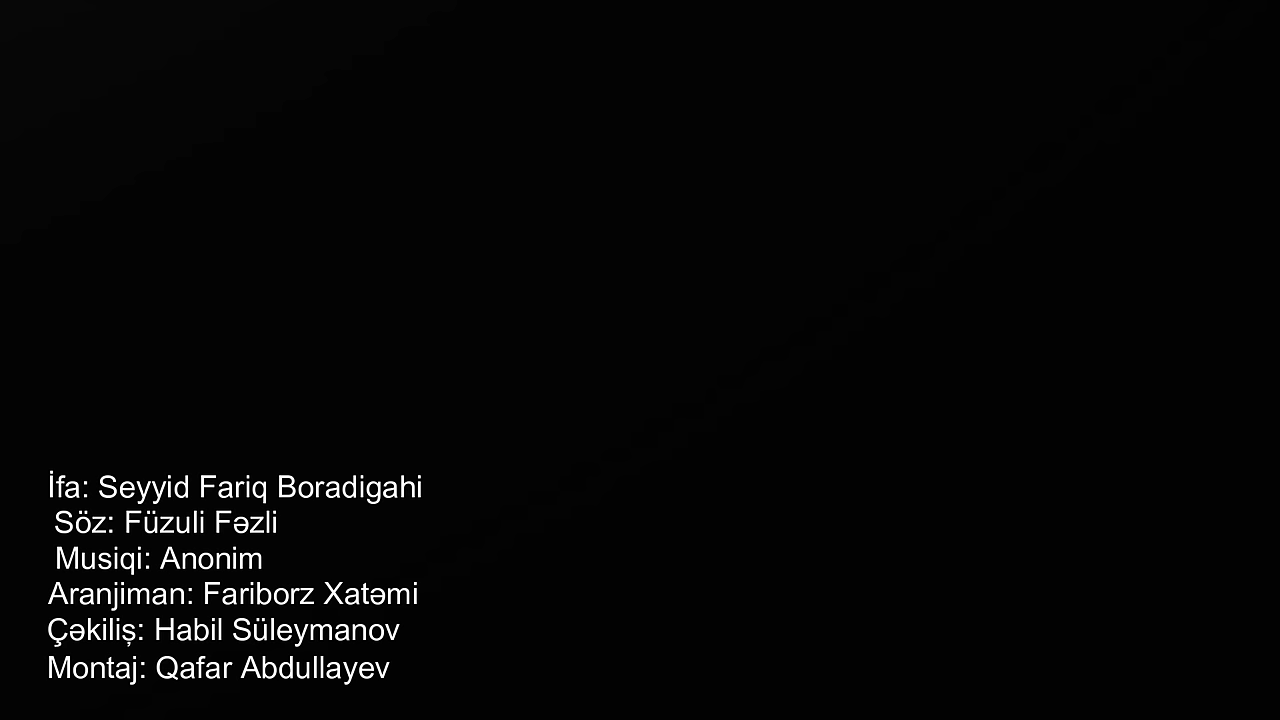 İfa: Seyyid Fariq Boradigahi
Söz: Füzuli Fəzli
Musiqi: Anonim
Aranjiman: Fariborz Xatəmi
Çəkiliş: Habil Süleymanov
Montaj: Qafar Abdullayev